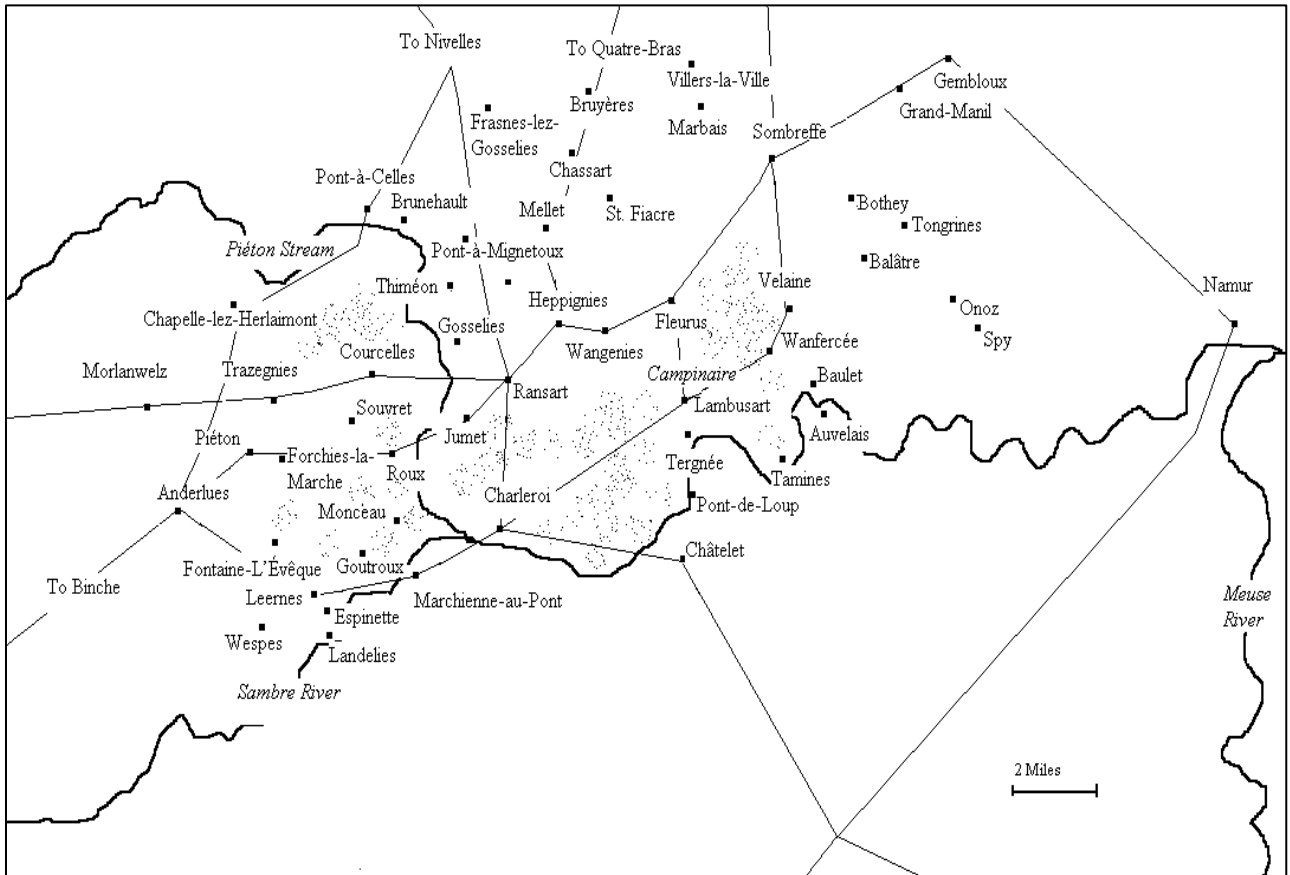 To Nivelles
To Quatre-Bras
Villers-la-Ville
Gembloux
Bruyères
Grand-Manil
Frasnes-lez-
Gosselies
Marbais
Sombreffe
Chassart
Pont-à-Celles
Brunehault
Mellet
St. Fiacre
Bothey
Tongrines
Piéton Stream
Pont-à-Mignetoux
Balâtre
Velaine
Thiméon
Heppignies
Fleurus
Onoz
Namur
Chapelle-lez-Herlaimont
Gosselies
Wangenies
Wanfercée
Spy
Courcelles
Morlanwelz
Trazegnies
Ransart
Campinaire
Baulet
Lambusart
Souvret
Jumet
Auvelais
Piéton
Forchies-la-
Marche
Roux
Tergnée
Tamines
Anderlues
Charleroi
Pont-de-Loup
Monceau
Châtelet
Fontaine-L'Évêque
Goutroux
To Binche
Leernes
Marchienne-au-Pont
Meuse
River
Espinette
Wespes
Landelies
Sambre River
2 Miles